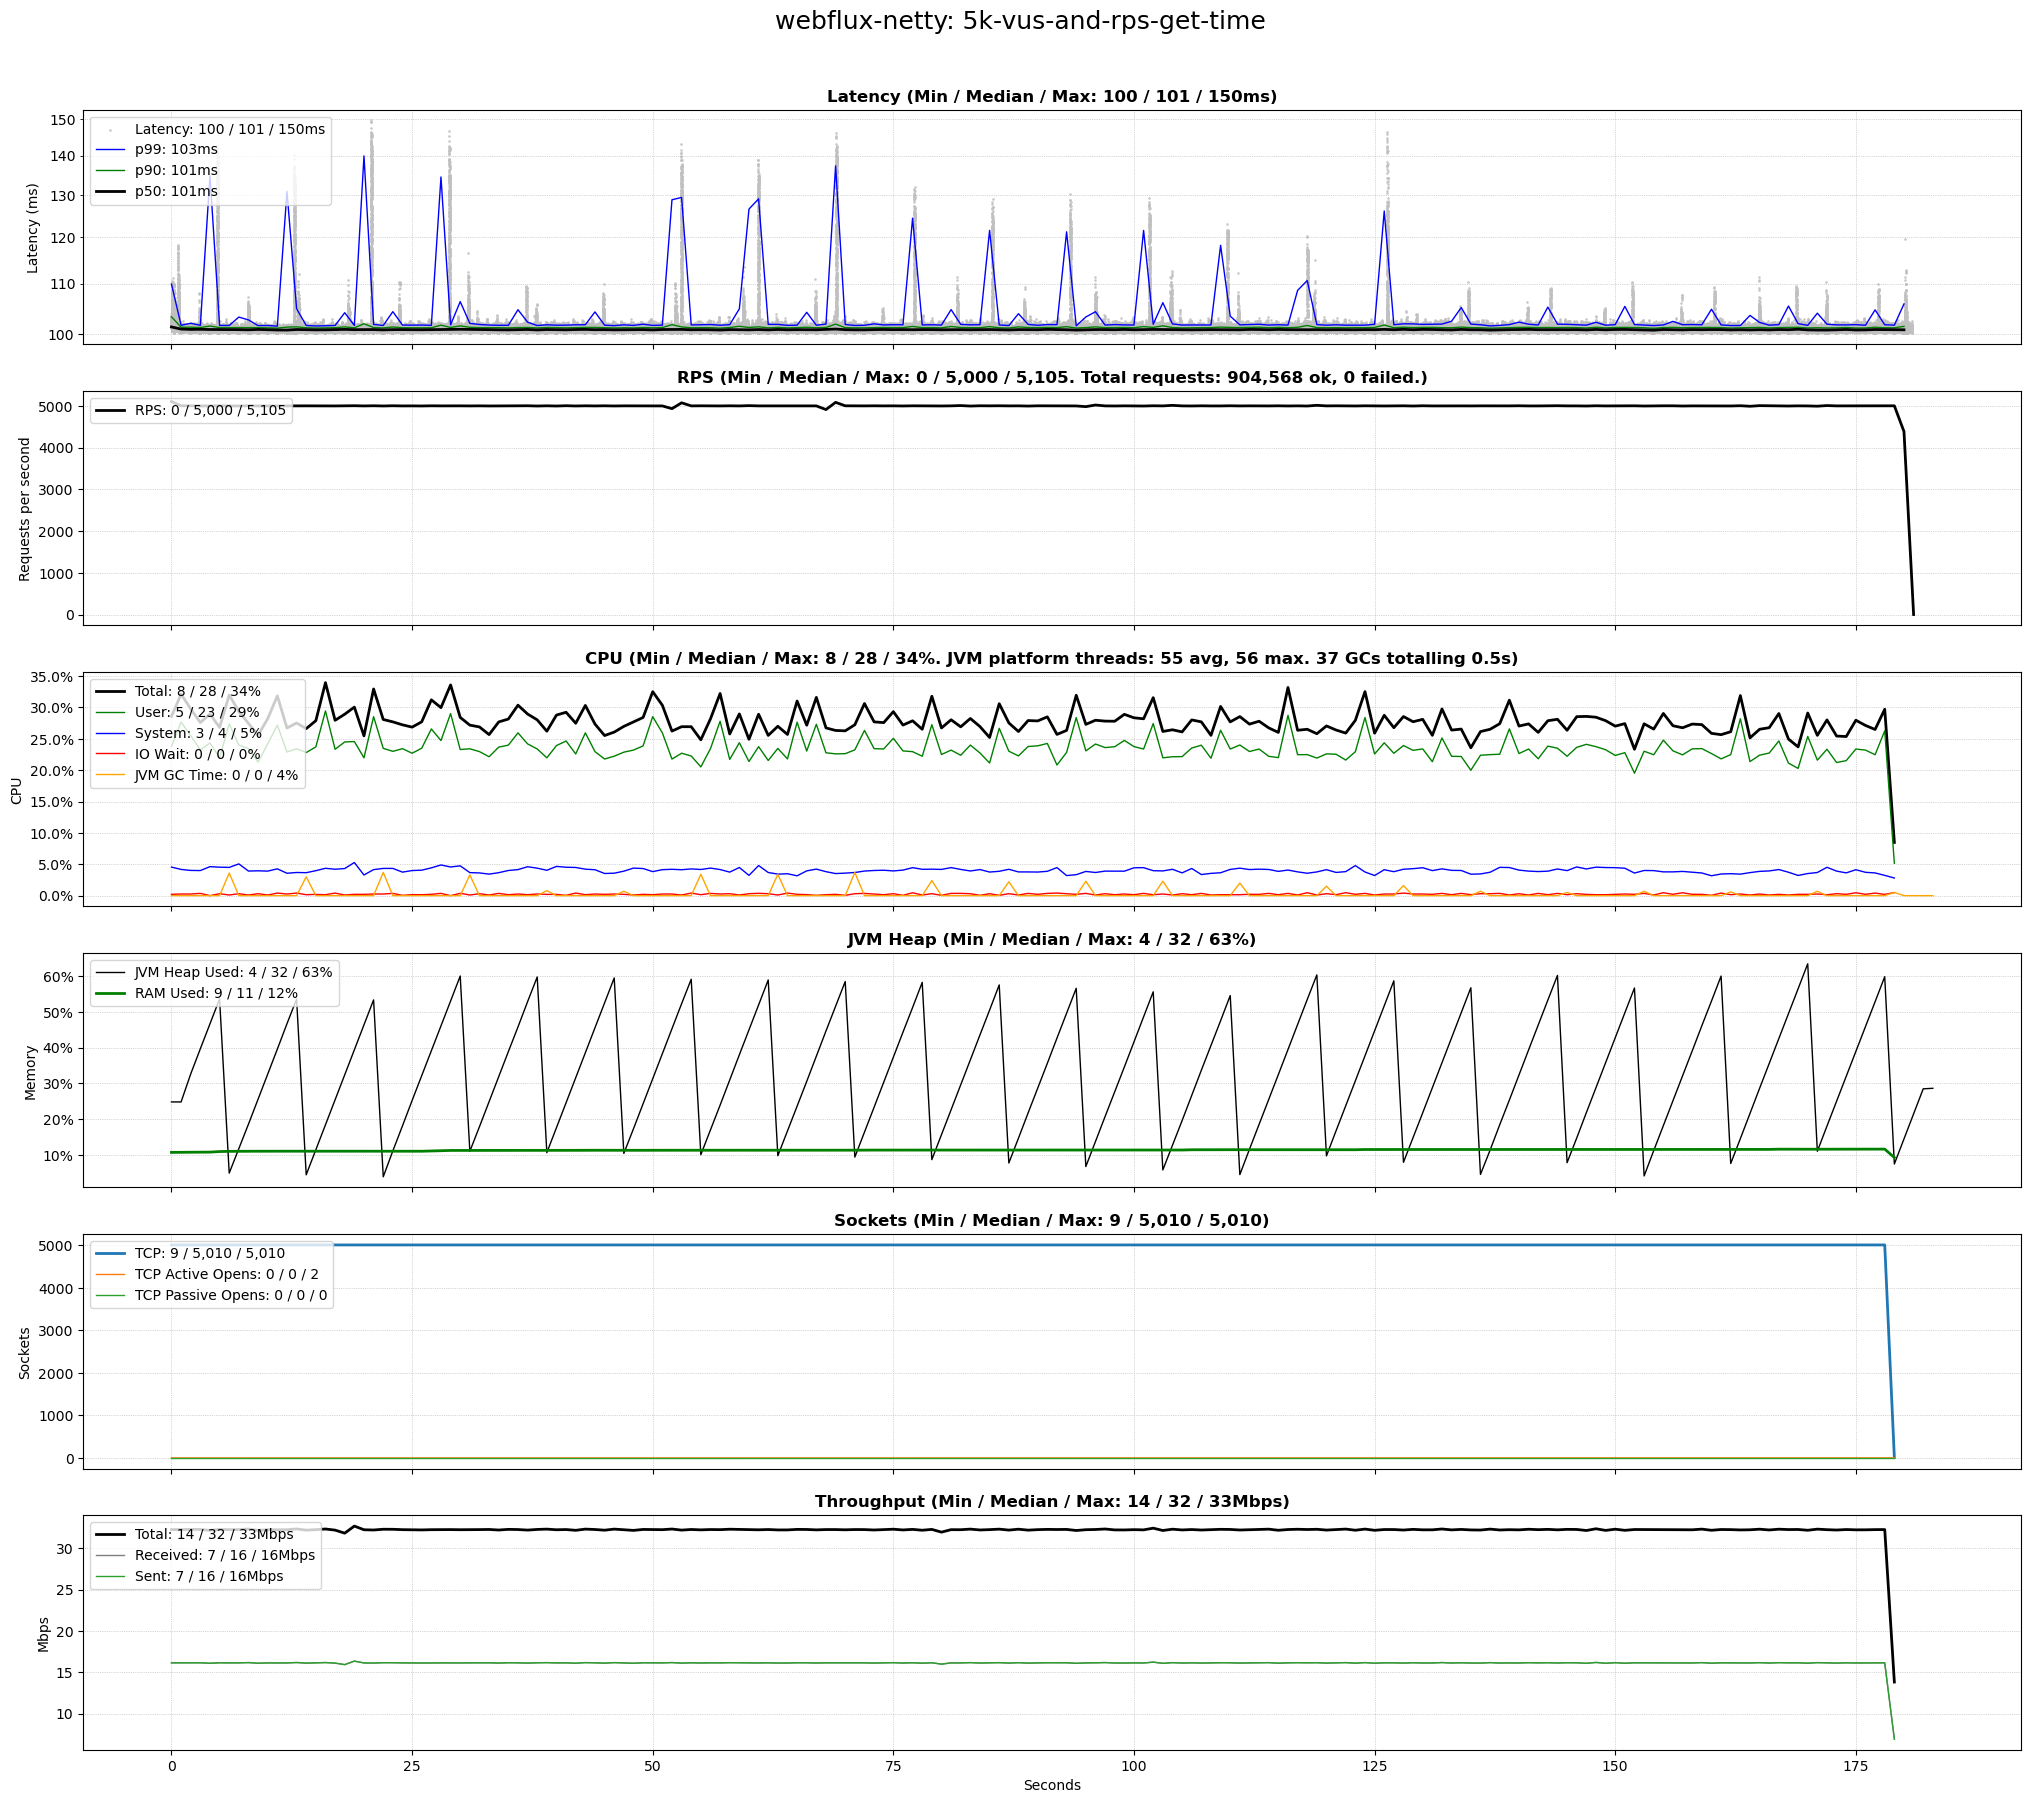 webflux-netty: 5k-vus-and-rps-get-time
Latency (Min / Median / Max: 100 / 101 / 150ms)
Latency (ms)
150
140
130
120
110
100
Latency: 100 / 101 / 150ms
p99: 103ms
p90: 101ms
p50: 101ms
RPS (Min / Median / Max: 0 / 5,000 / 5,105. Total requests: 904,568 ok, 0 failed.)
Requests per second
5000
4000
3000
2000
1000
0
RPS: 0 / 5,000 / 5,105
CPU (Min / Median / Max: 8 / 28 / 34%. JVM platform threads: 55 avg, 56 max. 37 GCs totalling 0.5s)
CPU
35.0%
30.0%
25.0%
20.0%
15.0%
10.0%
5.0%
0.0%
Total: 8 / 28 / 34%
User: 5 / 23 / 29%
System: 3 / 4 / 5%
IO Wait: 0 / 0 / 0%
JVM GC Time: 0 / 0 / 4%
JVM Heap (Min / Median / Max: 4 / 32 / 63%)
Memory
60%
50%
40%
30%
20%
10%
JVM Heap Used: 4 / 32 / 63%
RAM Used: 9 / 11 / 12%
Sockets (Min / Median / Max: 9 / 5,010 / 5,010)
Sockets
5000
4000
3000
2000
1000
0
TCP: 9 / 5,010 / 5,010
TCP Active Opens: 0 / 0 / 2
TCP Passive Opens: 0 / 0 / 0
Throughput (Min / Median / Max: 14 / 32 / 33Mbps)
Mbps
30
25
20
15
10
Total: 14 / 32 / 33Mbps
Received: 7 / 16 / 16Mbps
Sent: 7 / 16 / 16Mbps
0
25
50
75
100
125
150
175
Seconds